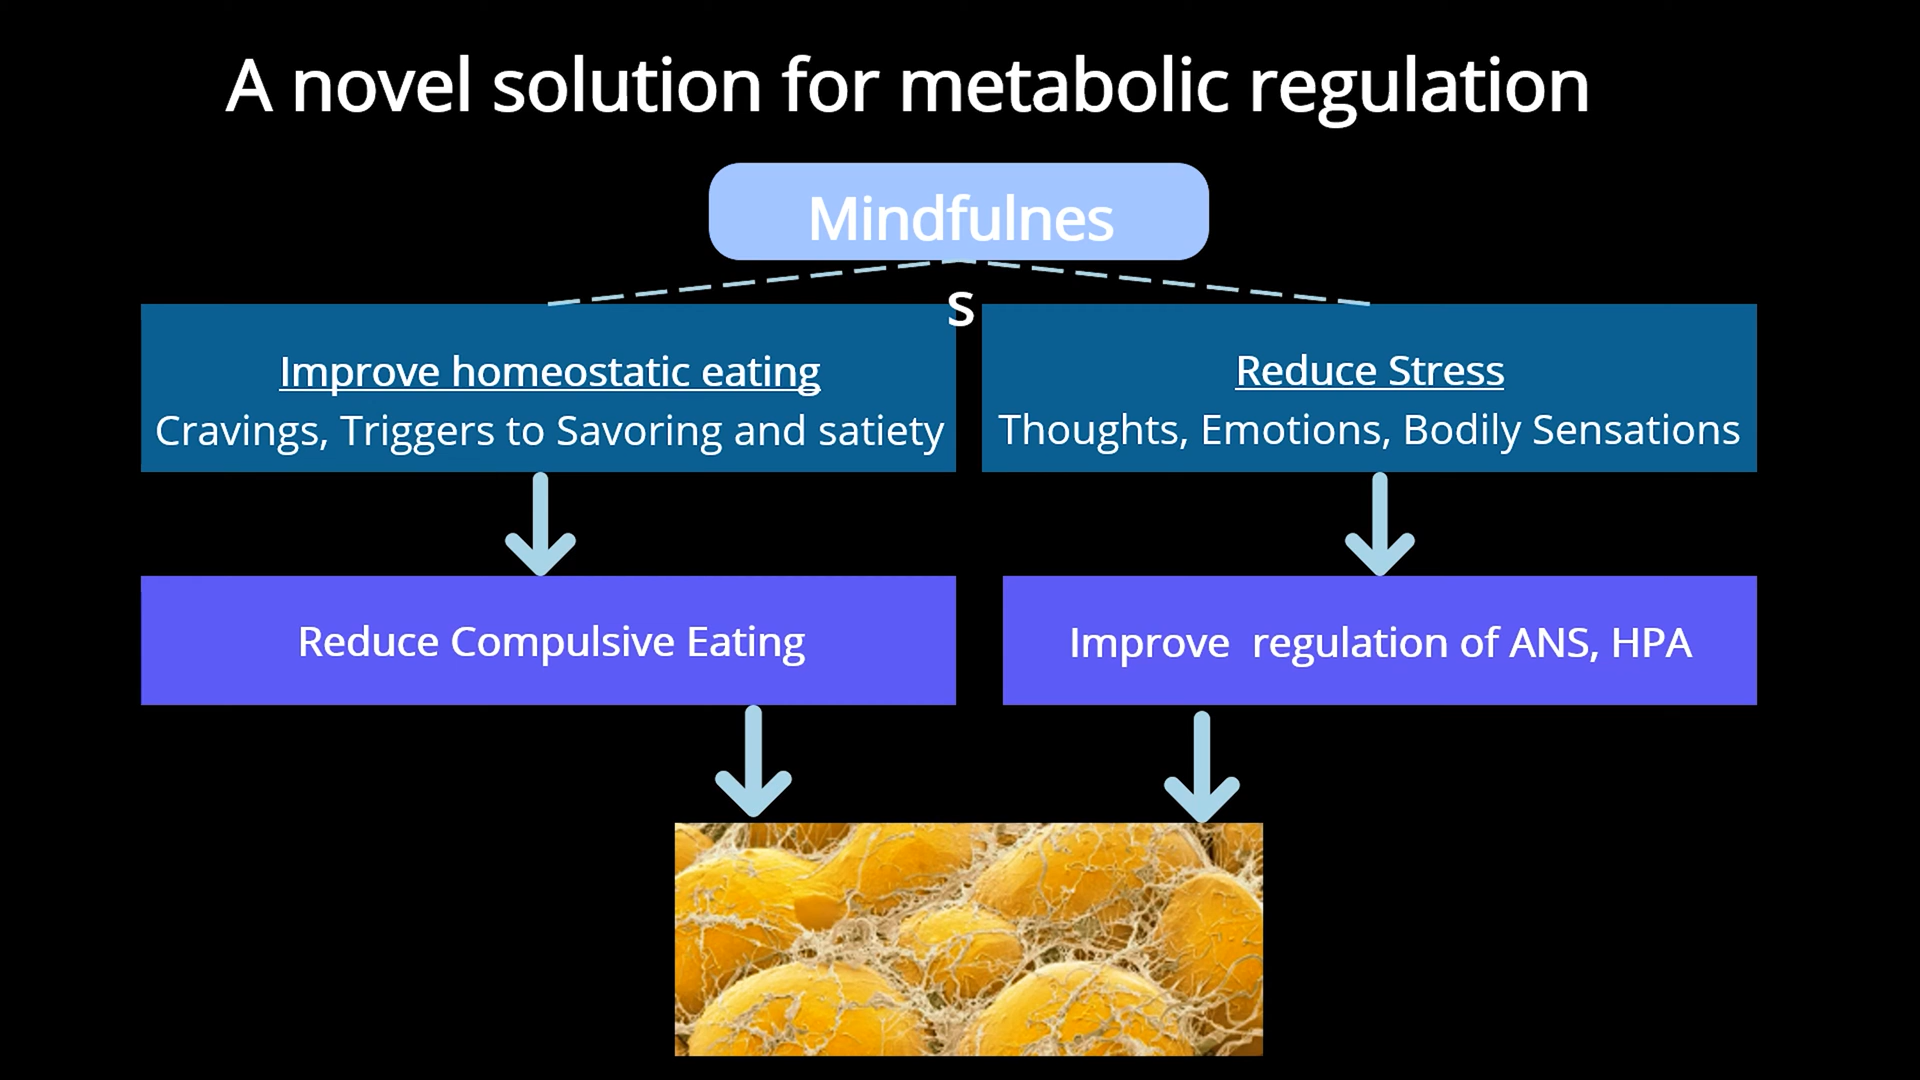 A novel solution for metabolic regulation
Mindfulnes
s
Improve homeostatic eating
Cravings, Triggers to Savoring and satiety
Reduce Stress
Thoughts, Emotions, Bodily Sensations
Reduce Compulsive Eating
Improve  regulation of ANS, HPA